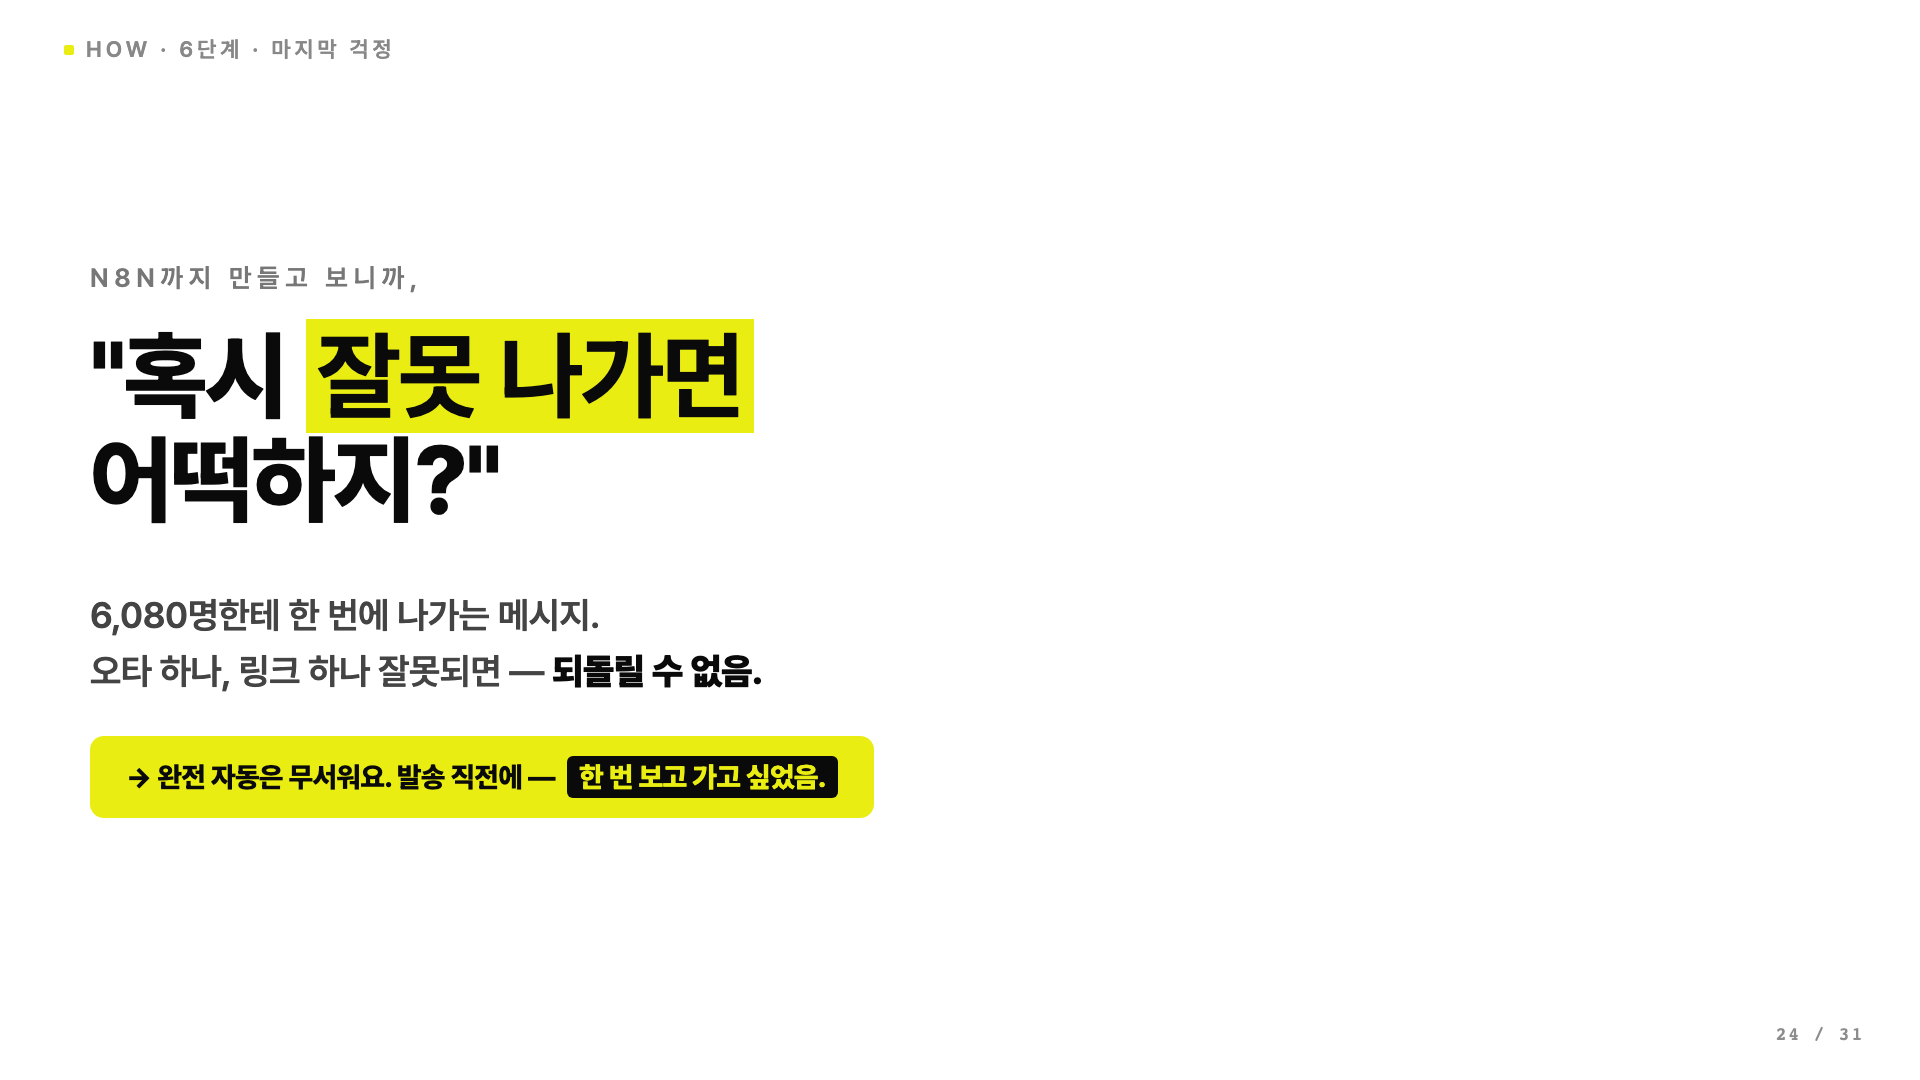 HOW · 6단계 · 마지막 걱정
N8N까지 만들고 보니까,
"혹시 잘못 나가면
어떡하지?"
6,080명한테 한 번에 나가는 메시지.
오타 하나, 링크 하나 잘못되면 — 되돌릴 수 없음.
→ 완전 자동은 무서워요. 발송 직전에 — 한 번 보고 가고 싶었음.
24 / 31